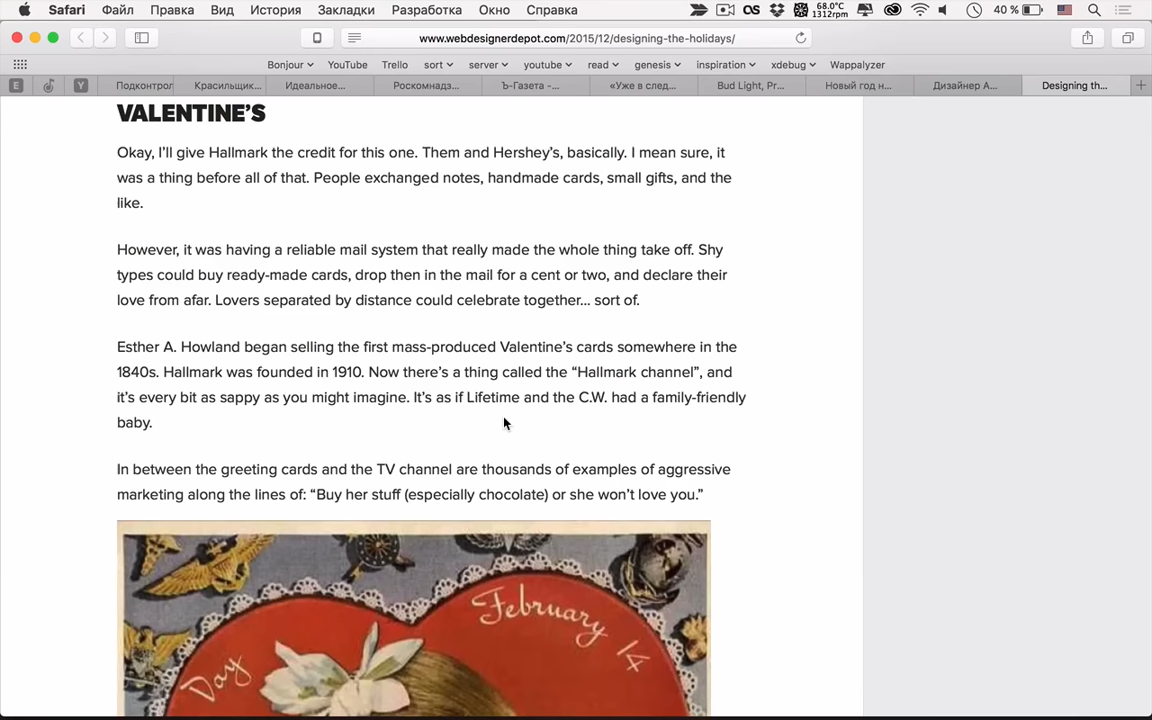 Safari Файл Правка Вид История Закладки Разработка Окно Справка 68.0°C 1312rpm 40 %
www.webdesignerdepot.com/2015/12/designing-the-holidays/
Bonjour YouTube Trello sort server youtube read genesis inspiration xdebug Wappalyzer
E Y Подконтрол Красильщик... Идеальное... Роскомнадз... Ъ-Газета -... «Уже в след... Bud Light, Pr... Новый год н... Дизайнер А... Designing th...
VALENTINE’S
Okay, I’ll give Hallmark the credit for this one. Them and Hershey’s, basically. I mean sure, it
was a thing before all of that. People exchanged notes, handmade cards, small gifts, and the
like.
However, it was having a reliable mail system that really made the whole thing take off. Shy
types could buy ready-made cards, drop then in the mail for a cent or two, and declare their
love from afar. Lovers separated by distance could celebrate together... sort of.
Esther A. Howland began selling the first mass-produced Valentine’s cards somewhere in the
1840s. Hallmark was founded in 1910. Now there’s a thing called the “Hallmark channel”, and
it’s every bit as sappy as you might imagine. It’s as if Lifetime and the C.W. had a family-friendly
baby.
In between the greeting cards and the TV channel are thousands of examples of aggressive
marketing along the lines of: “Buy her stuff (especially chocolate) or she won’t love you.”
February 14
Day